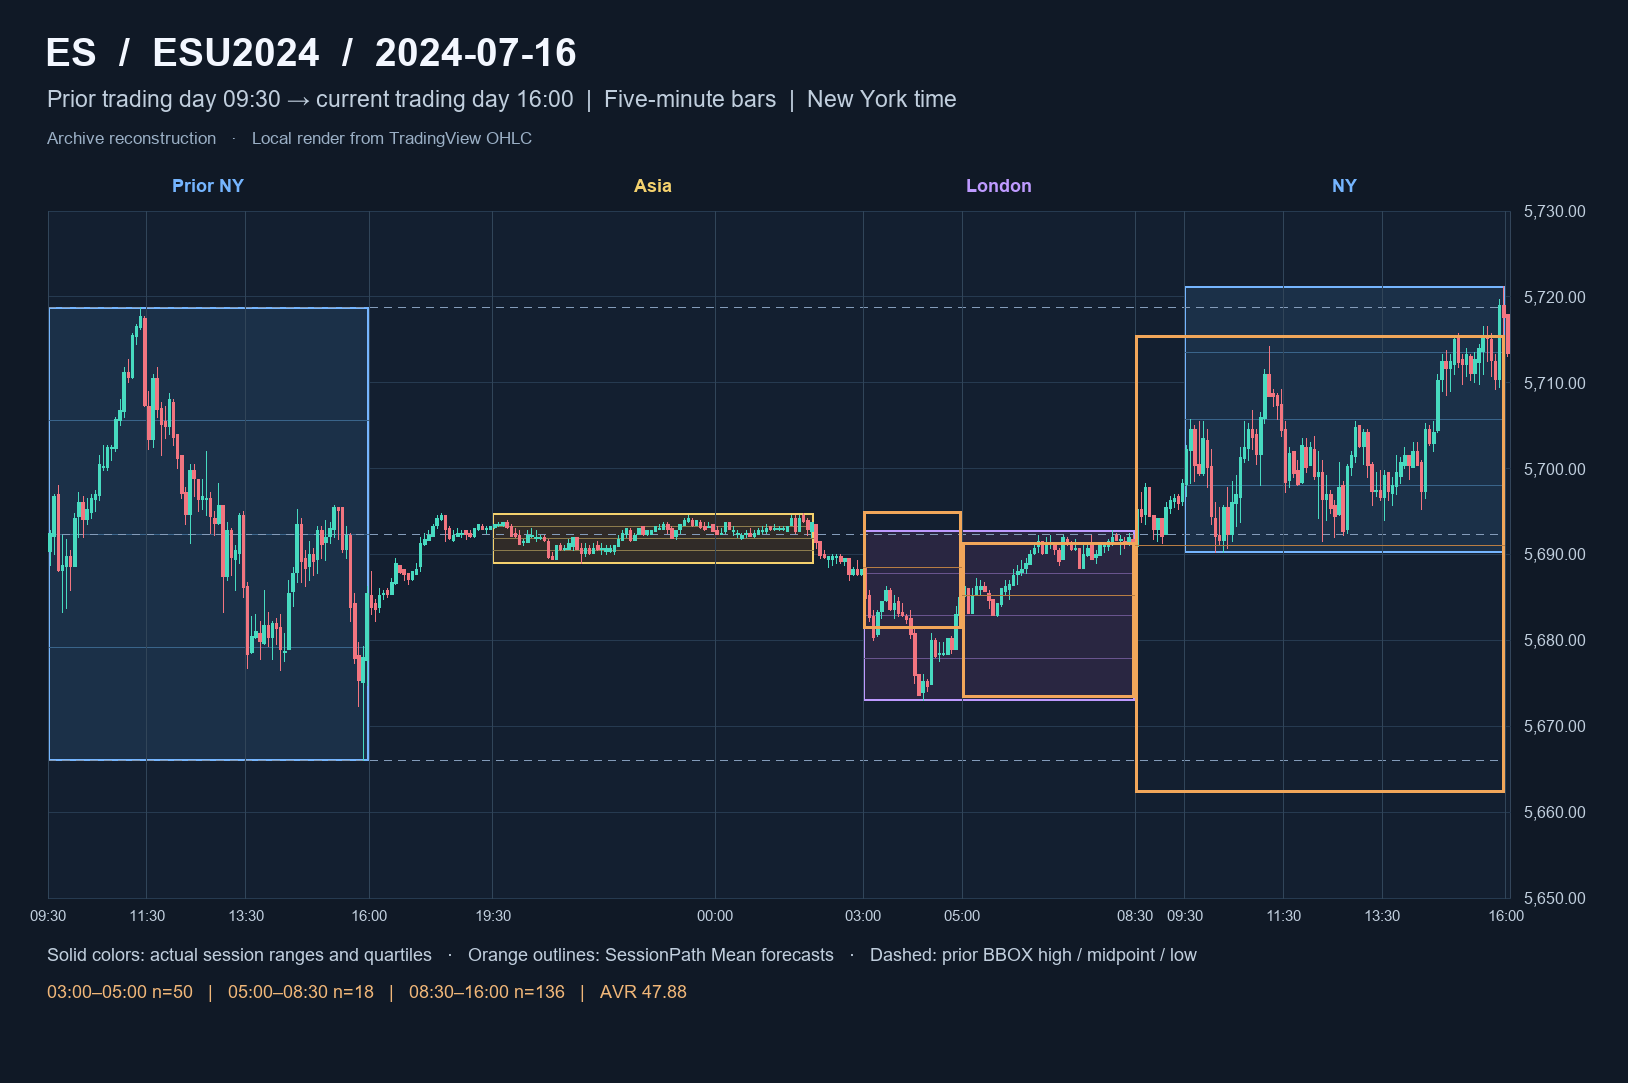 ES / ESU2024 / 2024-07-16
Prior trading day 09:30 → current trading day 16:00 | Five-minute bars | New York time
Archive reconstruction · Local render from TradingView OHLC
Prior NY Asia London NY
5,730.00
5,720.00
5,710.00
5,700.00
5,690.00
5,680.00
5,670.00
5,660.00
5,650.00
09:30 11:30 13:30 16:00 19:30 00:00 03:00 05:00 08:30 09:30 11:30 13:30 16:00
Solid colors: actual session ranges and quartiles · Orange outlines: SessionPath Mean forecasts · Dashed: prior BBOX high / midpoint / low
03:00–05:00 n=50 | 05:00–08:30 n=18 | 08:30–16:00 n=136 | AVR 47.88